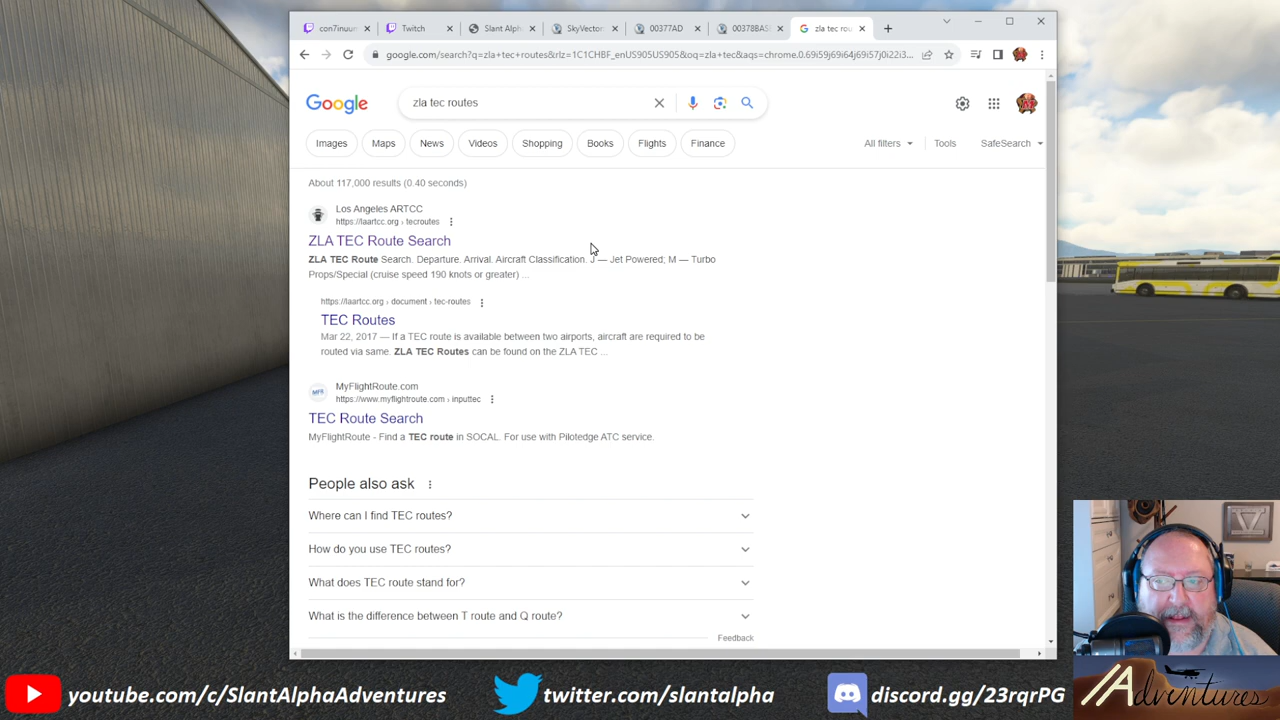 con7inuun
Twitch
Slant Alph
SkyVector
00377AD
00378BAS
zla tec rou
google.com/search?q=zla+tec+routes&rlz=1C1CHBF_enUS905US905&oq=zla+tec&aqs=chrome.0.69i59j69i64j69i57j0i22i3...
Google
zla tec routes
Images
Maps
News
Videos
Shopping
Books
Flights
Finance
All filters
Tools
SafeSearch
About 117,000 results (0.40 seconds)
Los Angeles ARTCC
https://laartcc.org › tecroutes
ZLA TEC Route Search
ZLA TEC Route Search. Departure. Arrival. Aircraft Classification. J — Jet Powered; M — Turbo
Props/Special (cruise speed 190 knots or greater) ...
https://laartcc.org › document › tec-routes
TEC Routes
Mar 22, 2017 — If a TEC route is available between two airports, aircraft are required to be
routed via same. ZLA TEC Routes can be found on the ZLA TEC ...
MFR
MyFlightRoute.com
https://www.myflightroute.com › inputtec
TEC Route Search
MyFlightRoute - Find a TEC route in SOCAL. For use with Pilotedge ATC service.
People also ask
Where can I find TEC routes?
How do you use TEC routes?
What does TEC route stand for?
What is the difference between T route and Q route?
Feedback
youtube.com/c/SlantAlphaAdventures
twitter.com/slantalpha
discord.gg/23rqrPG
//Adventures